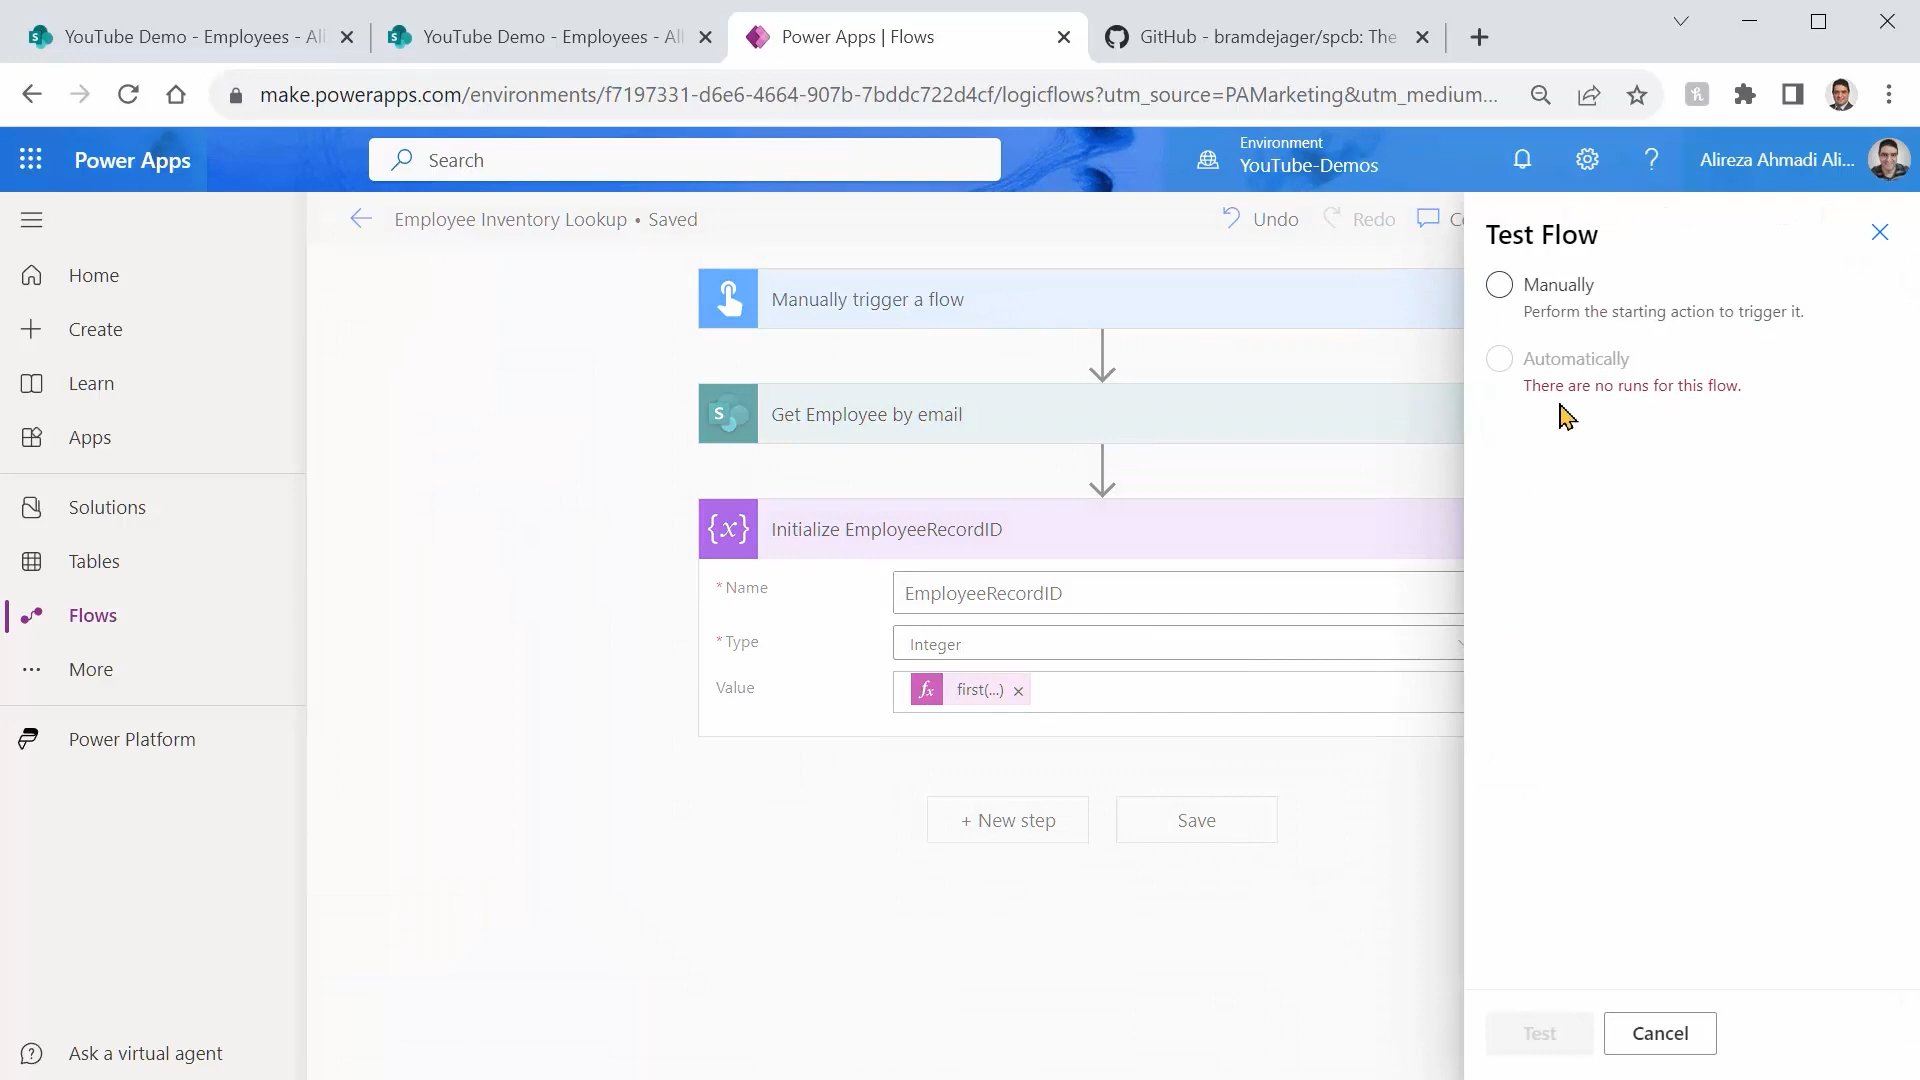 YouTube Demo - Employees - All
YouTube Demo - Employees - All
Power Apps | Flows
GitHub - bramdejager/spcb: The
make.powerapps.com/environments/f7197331-d6e6-4664-907b-7bddc722d4cf/logicflows?utm_source=PAMarketing&utm_medium...
Power Apps
Search
Environment
YouTube-Demos
Alireza Ahmadi Ali...
Employee Inventory Lookup • Saved
Undo
Redo
Test Flow
Home
Create
Learn
Apps
Solutions
Tables
Flows
More
Power Platform
Ask a virtual agent
Manually trigger a flow
S
Get Employee by email
{x}
Initialize EmployeeRecordID
*Name
EmployeeRecordID
*Type
Integer
Value
fx first(...) ×
+ New step
Save
Manually
Perform the starting action to trigger it.
Automatically
There are no runs for this flow.
Test
Cancel